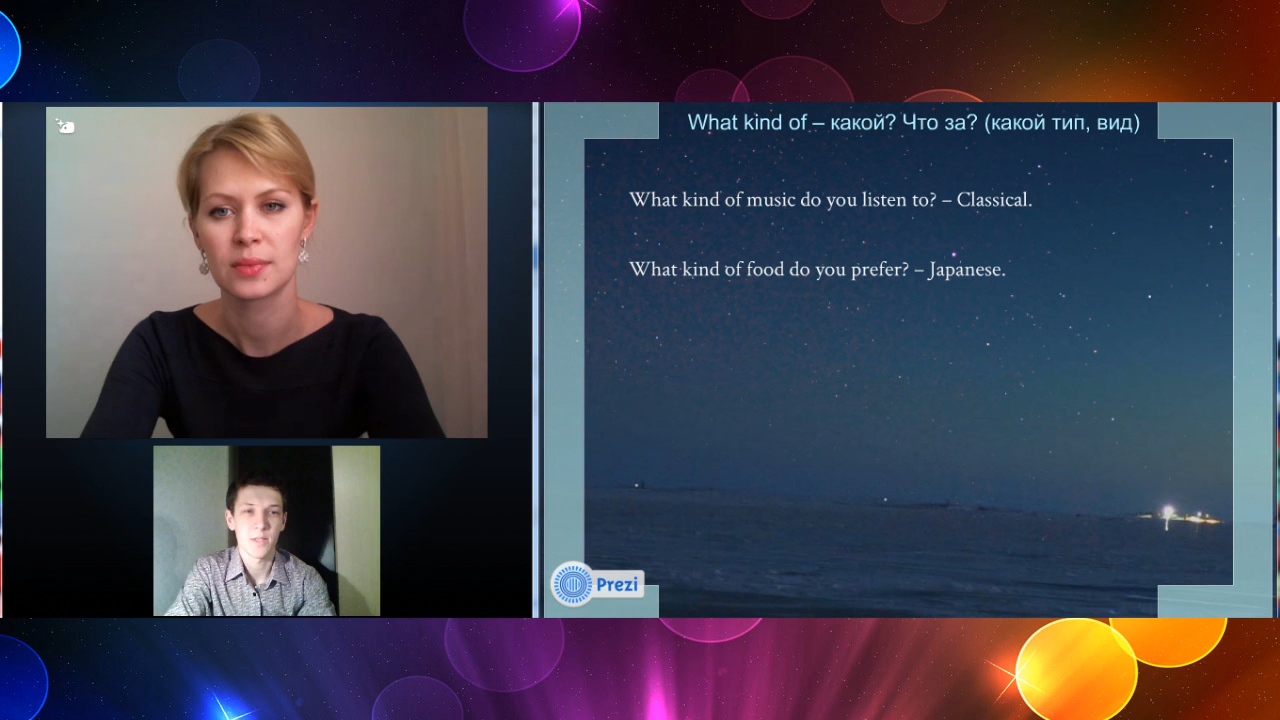 What kind of – какой? Что за? (какой тип, вид)
What kind of music do you listen to? – Classical.
What kind of food do you prefer? – Japanese.
Prezi